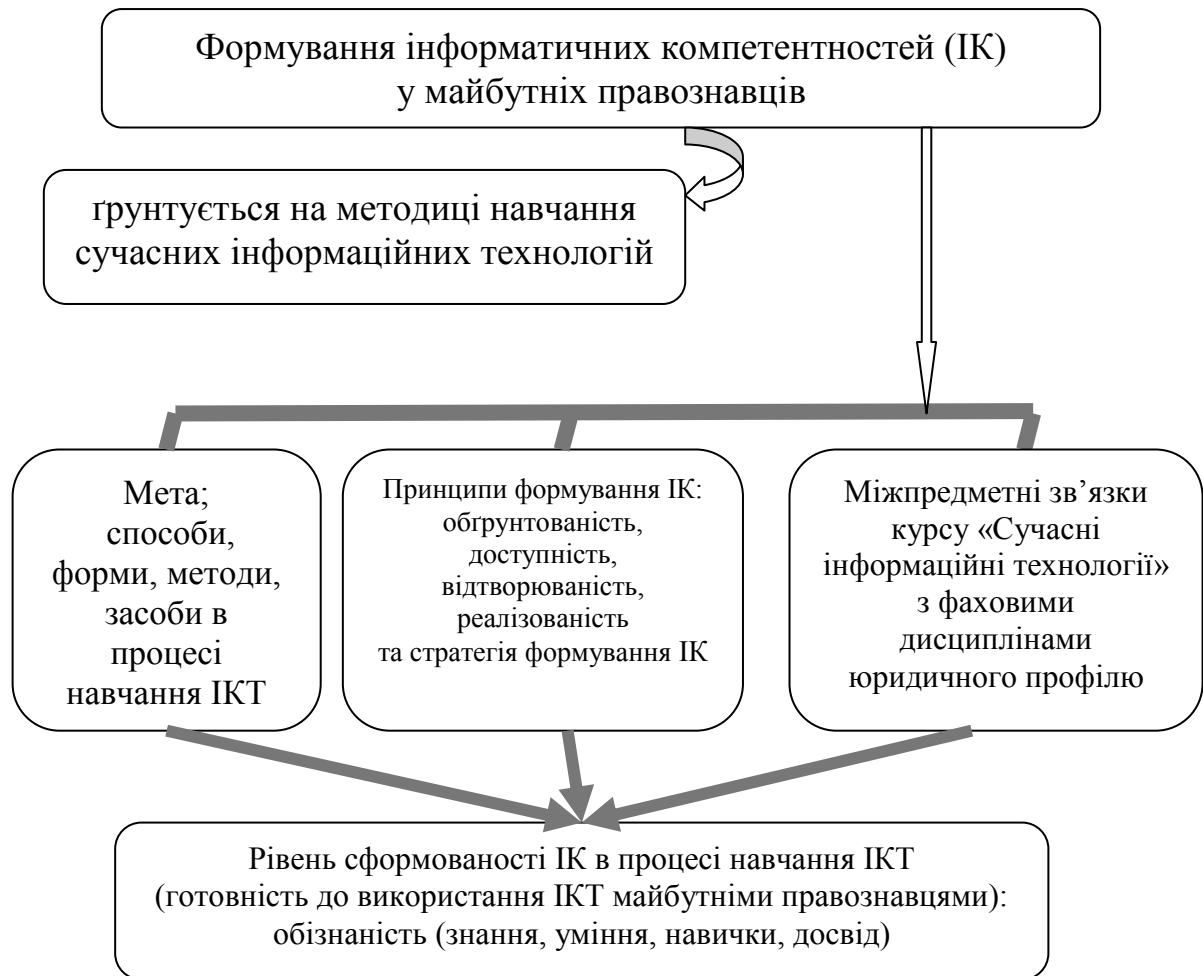 Формування інформатичних компетентностей (ІК)
у майбутніх правознавців
ґрунтується на методиці навчання
сучасних інформаційних технологій
Мета;
способи,
форми, методи,
засоби в
процесі
навчання ІКТ
Принципи формування ІК:
обґрунтованість,
доступність,
відтворюваність,
реалізованість
та стратегія формування ІК
Міжпредметні зв’язки
курсу «Сучасні
інформаційні технології»
з фаховими
дисциплінами
юридичного профілю
Рівень сформованості ІК в процесі навчання ІКТ
(готовність до використання ІКТ майбутніми правознавцями):
обізнаність (знання, уміння, навички, досвід)